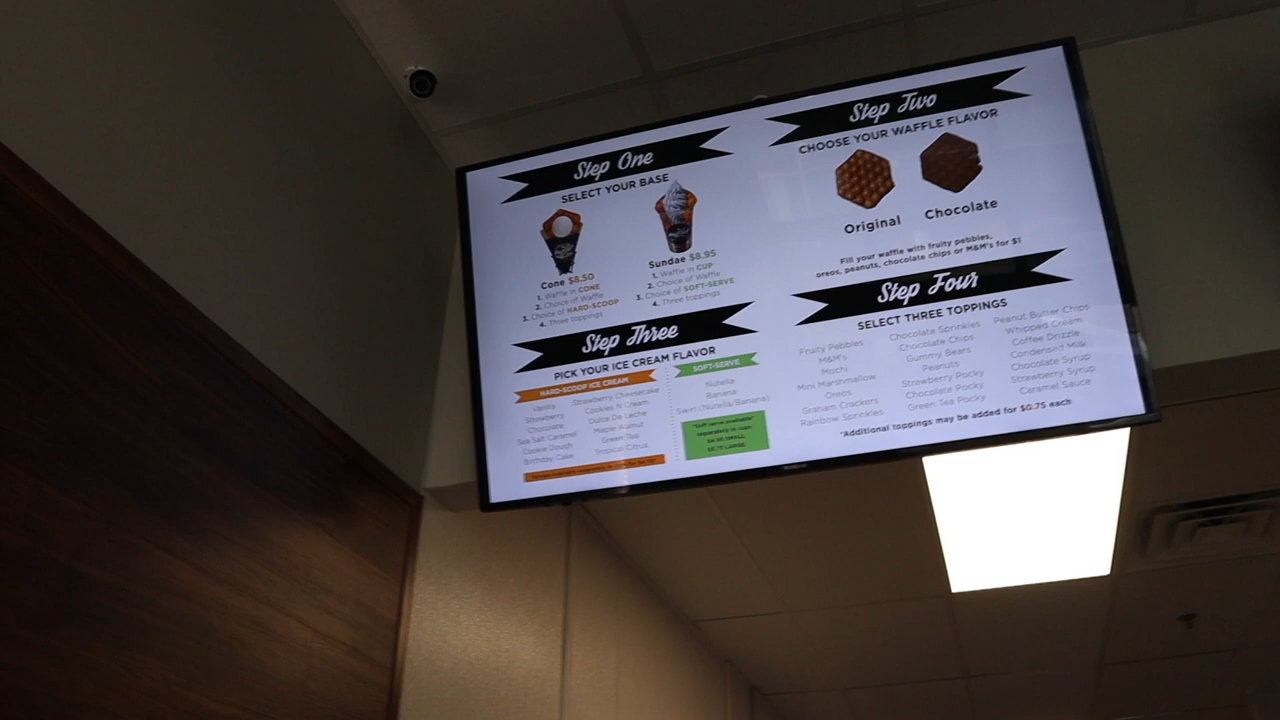 Step One
SELECT YOUR BASE
Cone $8.50
1. Waffle in CONE
2. Choice of Waffle
3. Choice of HARD-SCOOP
4. Three toppings
Sundae $8.95
1. Waffle in CUP
2. Choice of Waffle
3. Choice of SOFT-SERVE
4. Three toppings
Step Two
CHOOSE YOUR WAFFLE FLAVOR
Original
Chocolate
Fill your waffle with fruity pebbles,
oreos, peanuts, chocolate chips or M&M's for $1
Step Three
PICK YOUR ICE CREAM FLAVOR
HARD-SCOOP ICE CREAM
Vanilla
Strawberry
Chocolate
Sea Salt Caramel
Cookie Dough
Birthday Cake
Strawberry Cheesecake
Cookies N Cream
Dulce De Leche
Maple Walnut
Green Tea
Tropical Citrus
SOFT-SERVE
Nutella
Banana
Swirl (Nutella/Banana)
*Soft serve available*
separately in cups
SMALL
LARGE
Step Four
SELECT THREE TOPPINGS
Fruity Pebbles
M&M's
Mochi
Mini Marshmallow
Oreos
Graham Crackers
Rainbow Sprinkles
Chocolate Sprinkles
Chocolate Chips
Gummy Bears
Peanuts
Strawberry Pocky
Chocolate Pocky
Green Tea Pocky
Peanut Butter Chips
Whipped Cream
Coffee Drizzle
Condensed Milk
Chocolate Syrup
Strawberry Syrup
Caramel Sauce
*Additional toppings may be added for $0.75 each